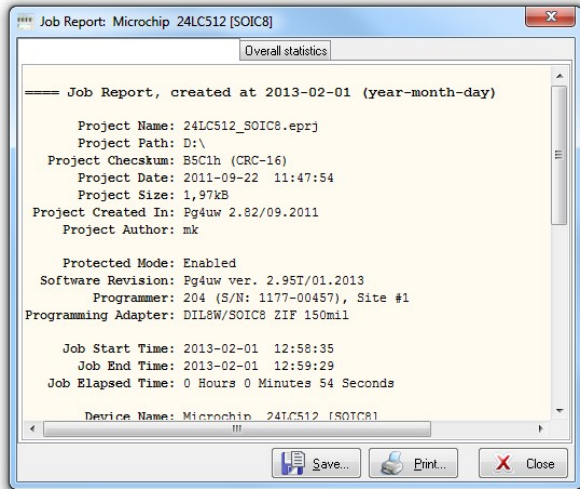 Job Report: Microchip 24LC512 [SOIC8]
Overall statistics
==== Job Report, created at 2013-02-01 (year-month-day)
Project Name: 24LC512_SOIC8.eprj
Project Path: D:\
Project Checskum: B5C1h (CRC-16)
Project Date: 2011-09-22 11:47:54
Project Size: 1,97kB
Project Created In: Pg4uw 2.82/09.2011
Project Author: mk
Protected Mode: Enabled
Software Revision: Pg4uw ver. 2.95T/01.2013
Programmer: 204 (S/N: 1177-00457), Site #1
Programming Adapter: DIL8W/SOIC8 ZIF 150mil
Job Start Time: 2013-02-01 12:58:35
Job End Time: 2013-02-01 12:59:29
Job Elapsed Time: 0 Hours 0 Minutes 54 Seconds
Device Name: Microchip 24LC512 [SOIC8]
Save... Print... Close